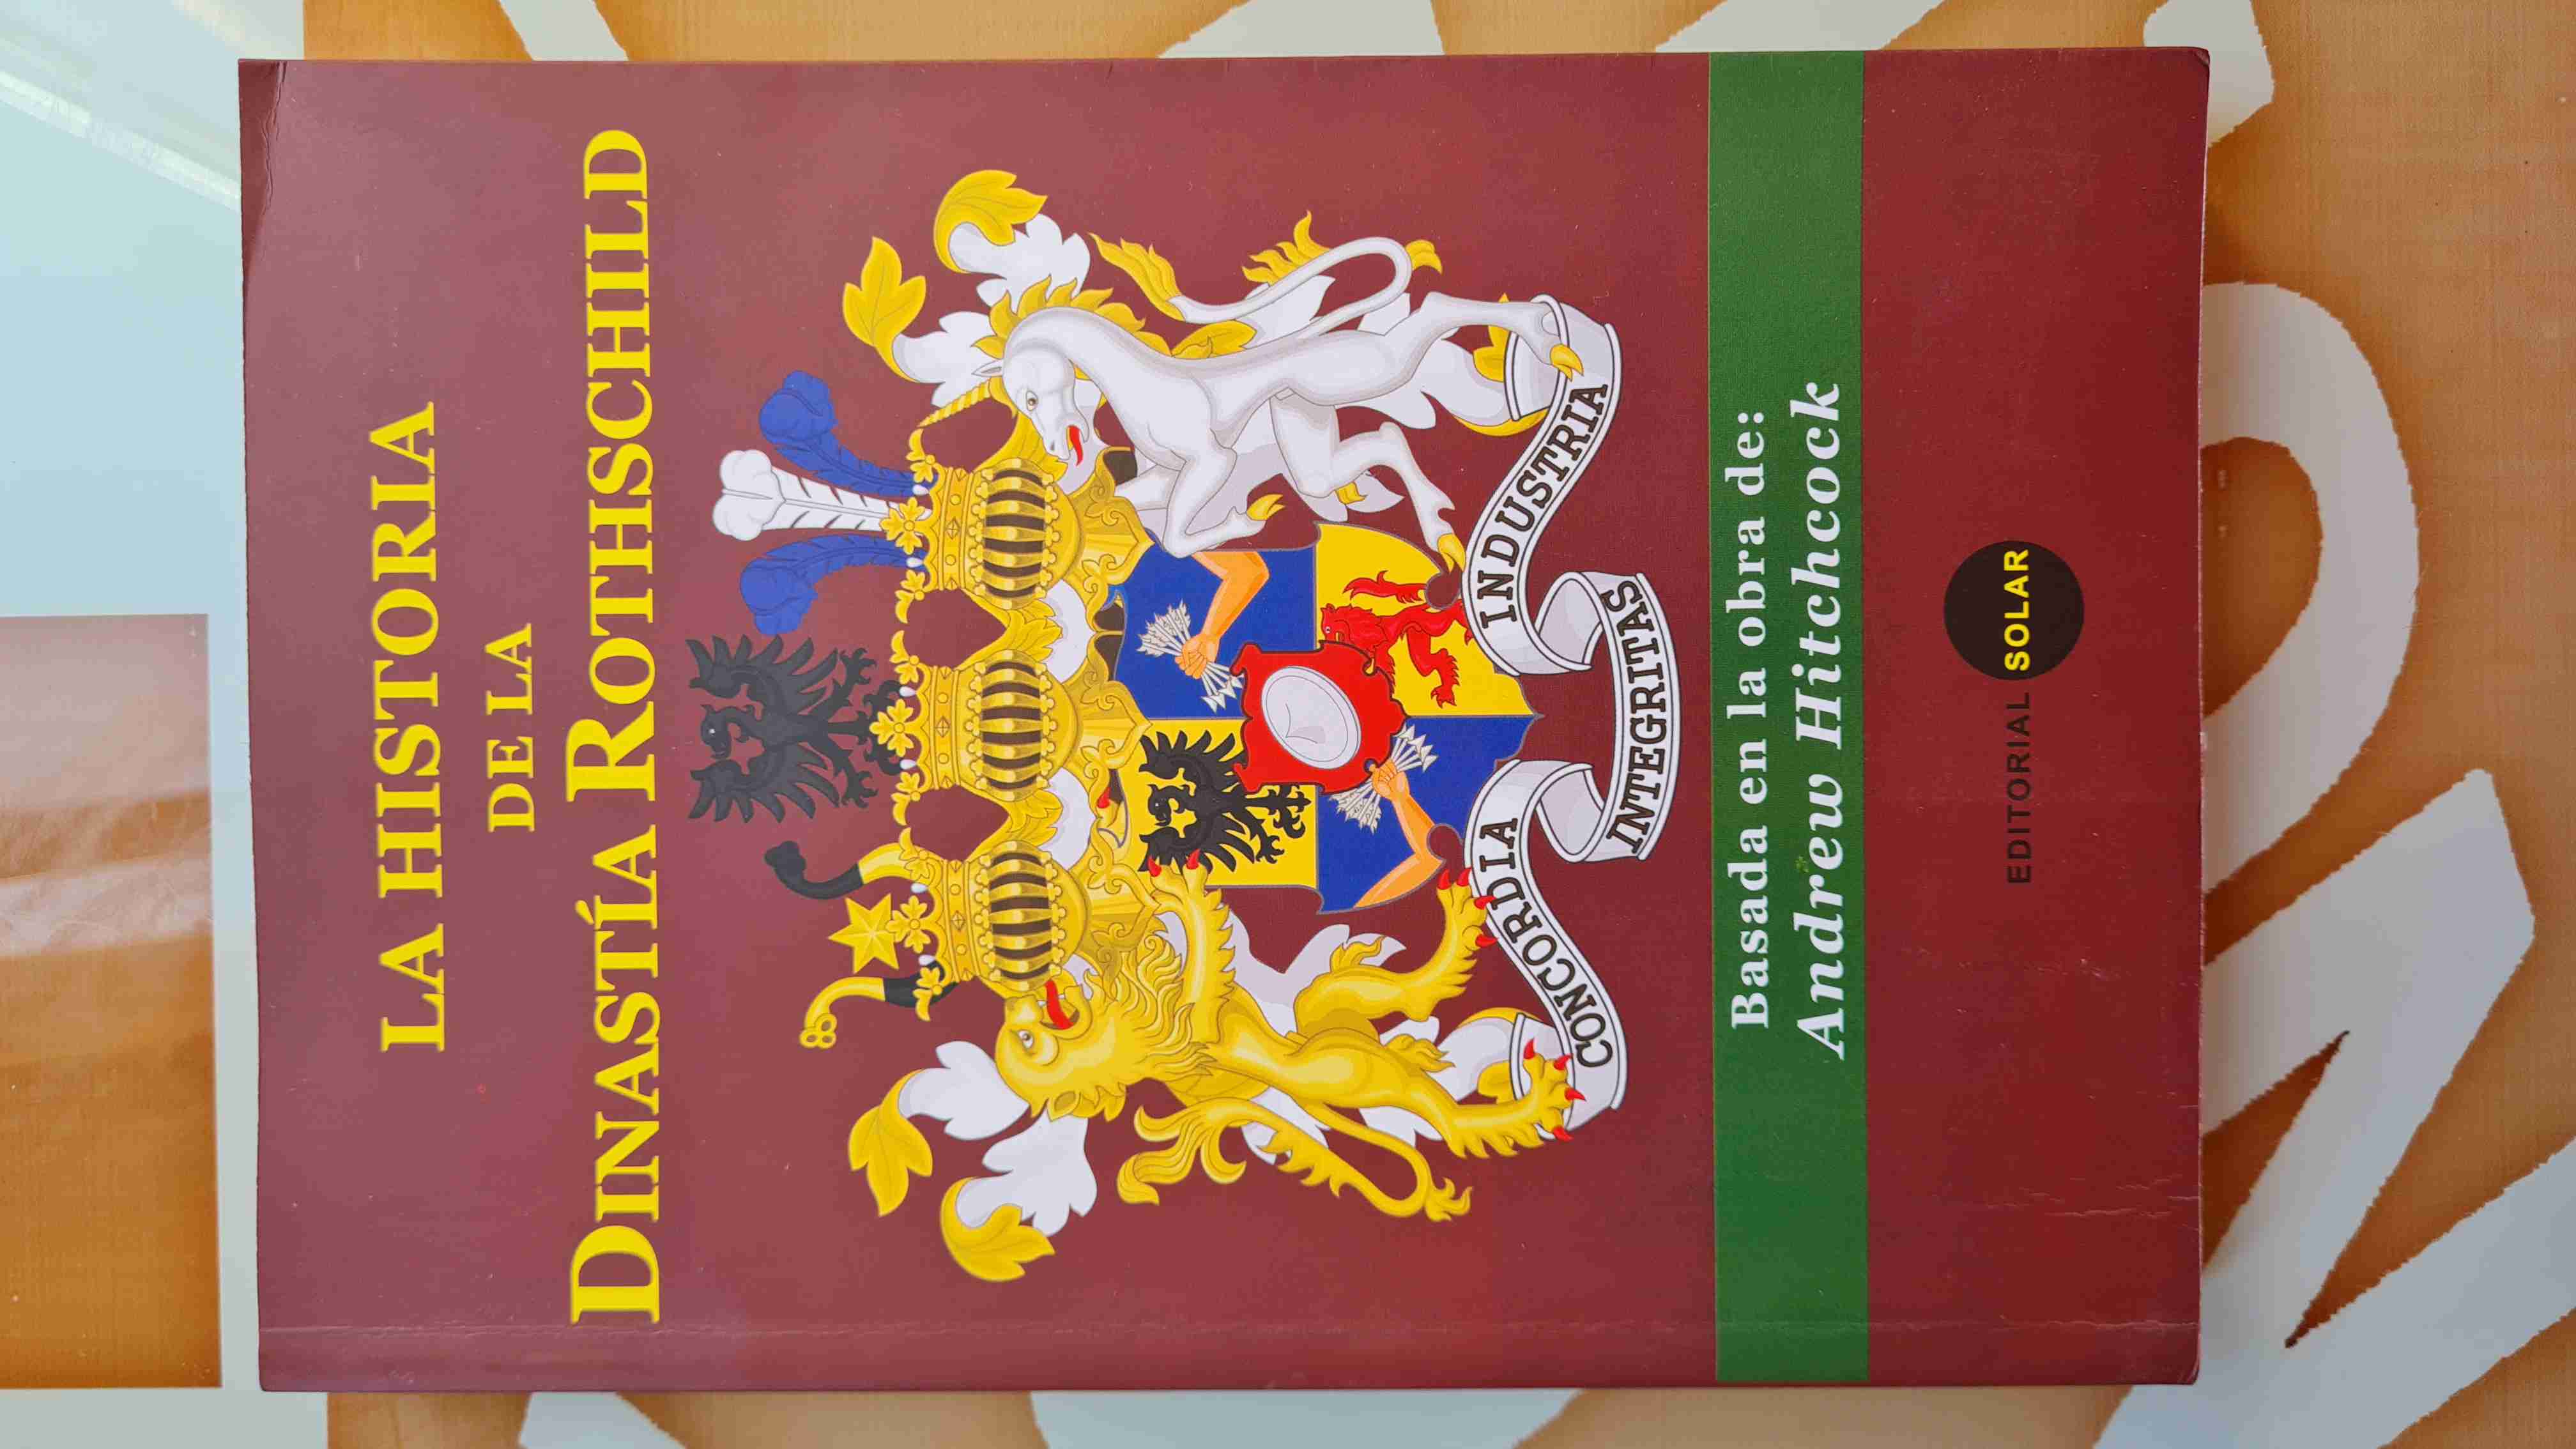 LA HISTORIA
DE LA
DINASTÍA ROTHSCHILD
CONCORDIA
INTEGRITAS
INDUSTRIA
Basada en la obra de:
Andrew Hitchcock
EDITORIAL SOLAR